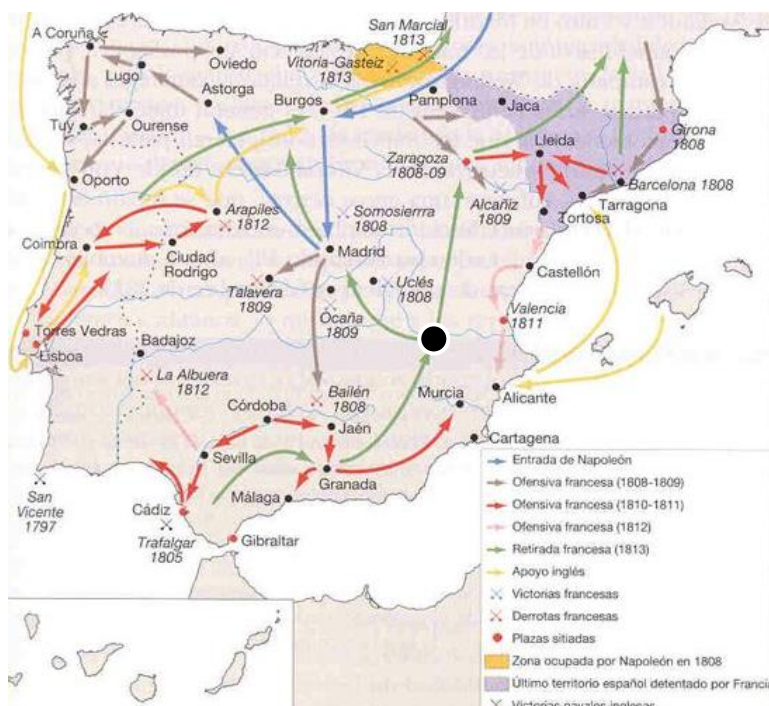 San Marcial
1813
A Coruña
Oviedo
Vitoria-Gasteiz
1813
Lugo
Astorga
Burgos
Pamplona
Jaca
Tuy
Ourense
Girona
1808
Zaragoza
1808-09
Lleida
Oporto
Barcelona 1808
Arapiles
1812
Somosierrra
1808
Alcañiz
1809
Tarragona
Tortosa
Coimbra
Ciudad
Rodrigo
Madrid
Castellón
Talavera
1809
Uclés
1808
Ocaña
1809
Valencia
1811
Torres Vedras
Lisboa
Badajoz
La Albuera
1812
Bailén
1808
Murcia
Alicante
Córdoba
Jaén
Cartagena
Sevilla
Granada
Málaga
San
Vicente
1797
Cádiz
Trafalgar
1805
Gibraltar
Entrada de Napoleón
Ofensiva francesa (1808-1809)
Ofensiva francesa (1810-1811)
Ofensiva francesa (1812)
Retirada francesa (1813)
Apoyo inglés
Victorias francesas
Derrotas francesas
Plazas sitiadas
Zona ocupada por Napoleón en 1808
Último territorio español detentado por Franci
Victorias navales inglesas